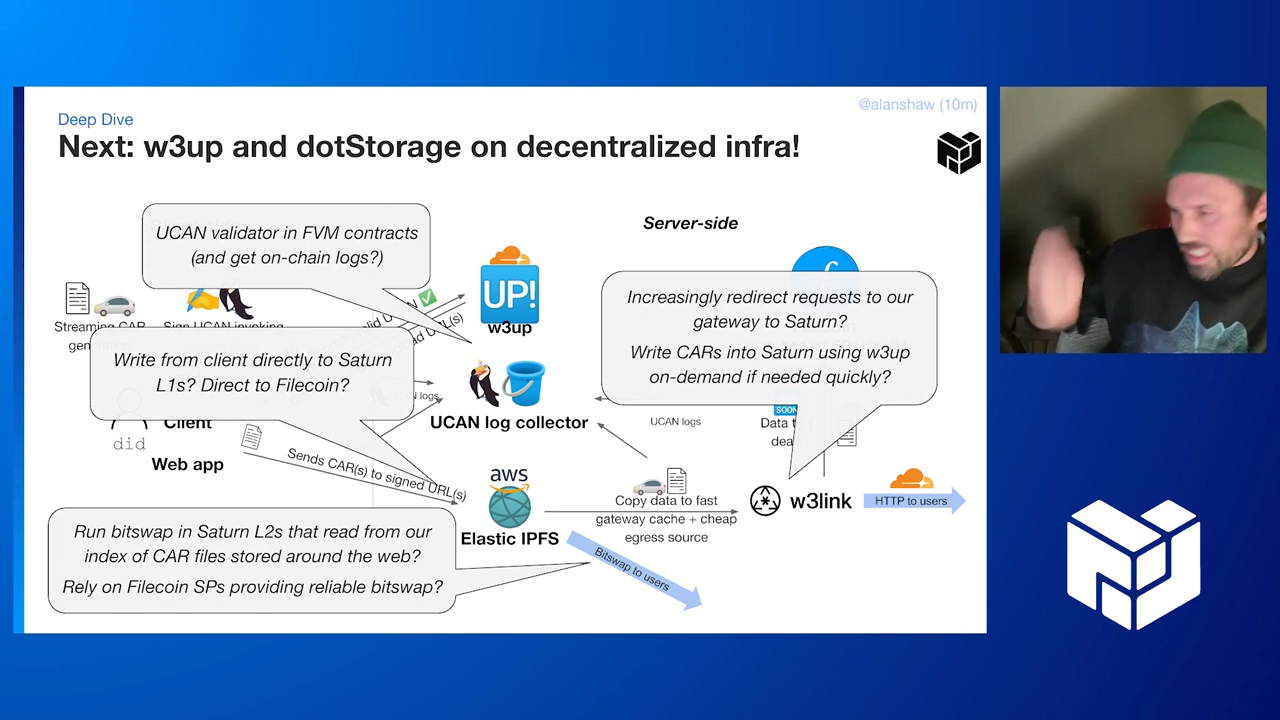 @alanshaw (10m)
Deep Dive
Next: w3up and dotStorage on decentralized infra!
Server-side
UCAN validator in FVM contracts
(and get on-chain logs?)
UP!
w3up
Streaming CAR
Sign UCAN invoking
Increasingly redirect requests to our
gateway to Saturn?
Write CARs into Saturn using w3up
on-demand if needed quickly?
Write from client directly to Saturn
L1s? Direct to Filecoin?
UCAN log collector
logs
UCAN logs
SOON
Client
did
Web app
Sends CAR(s) to signed URL(s)
aws
Elastic IPFS
Copy data to fast
gateway cache + cheap
egress source
w3link
HTTP to users
Bitswap to users
Run bitswap in Saturn L2s that read from our
index of CAR files stored around the web?
Rely on Filecoin SPs providing reliable bitswap?